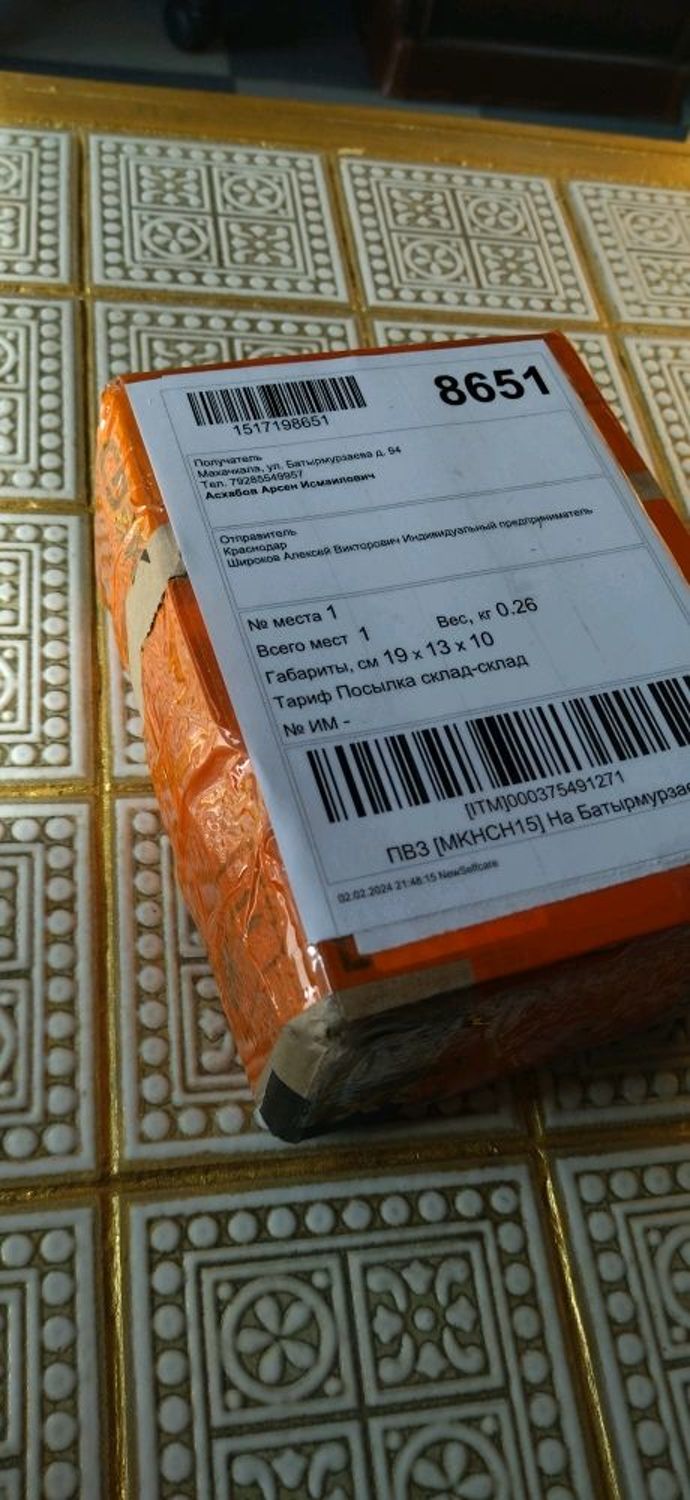 8651
1517198651
Получатель
Махачкала, ул. Батырмурзаева д. 64
Тел. 79285549957
Асхабов Арсен Исмаилович
Отправитель
Краснодар
Широков Алексей Викторович Индивидуальный предприниматель
№ места 1
Всего мест 1 Вес, кг 0.26
Габариты, см 19 x 13 x 10
Тариф Посылка склад-склад
№ ИМ -
[ITM]000375491271
ПВЗ [MKHCH15] На Батырмурзае
02.02.2024 21:48:15 NewSelfcare